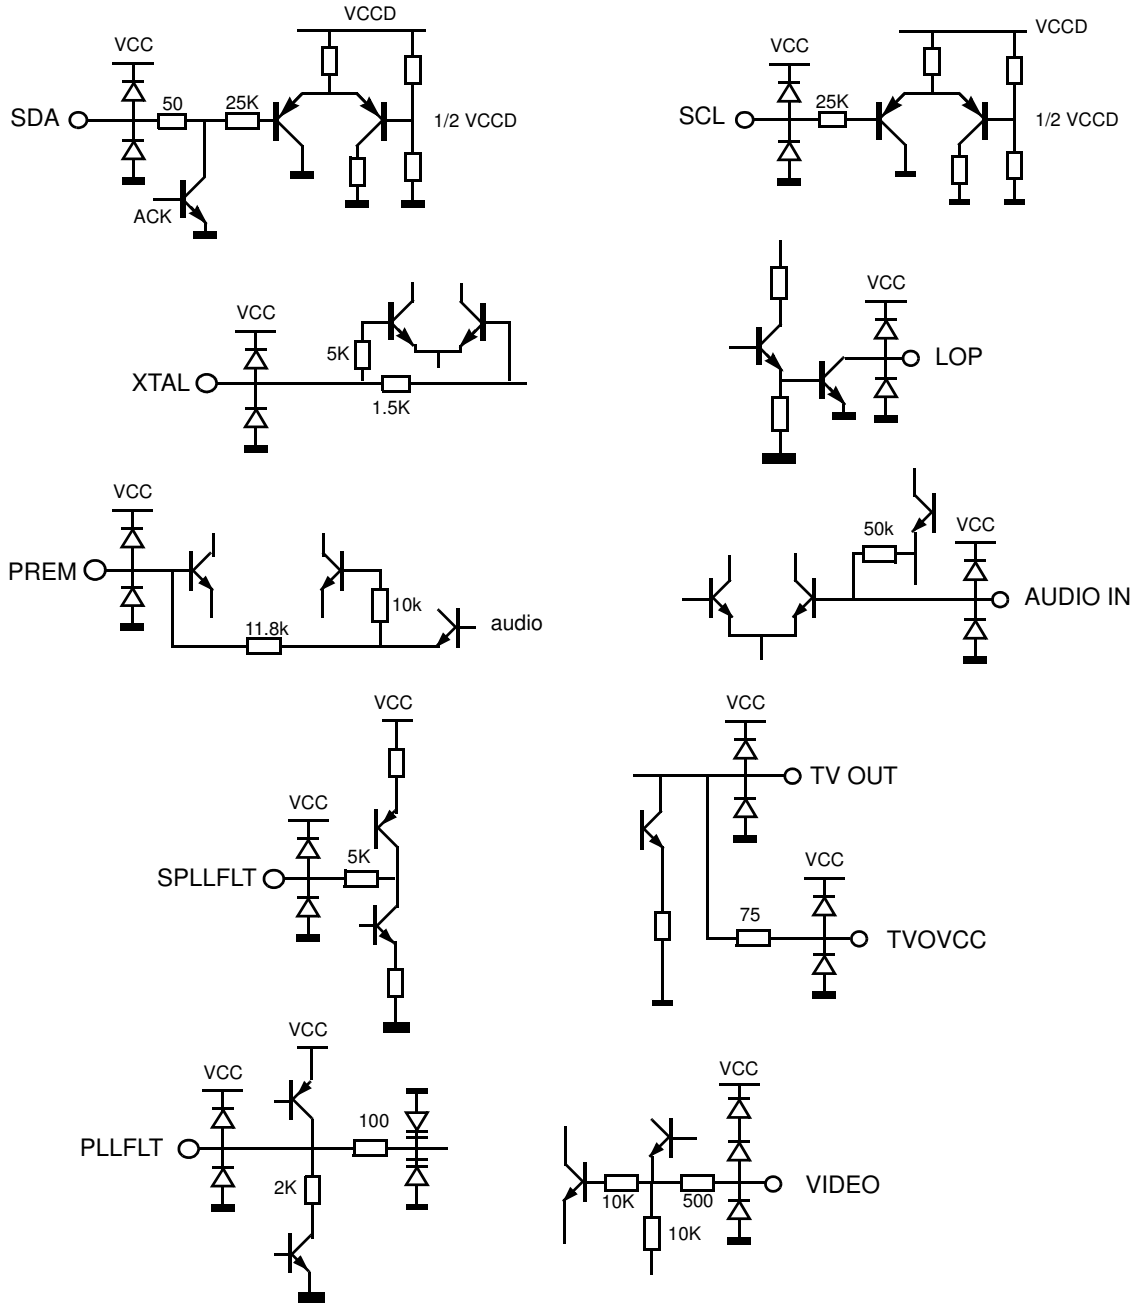 VCCD
VCC
SDA
50
25K
1/2 VCCD
ACK
VCCD
VCC
SCL
25K
1/2 VCCD
VCC
XTAL
5K
1.5K
VCC
LOP
VCC
PREM
11.8k
10k
audio
50k
VCC
AUDIO IN
VCC
VCC
SPLLFLT
5K
VCC
TV OUT
VCC
75
TVOVCC
VCC
VCC
PLLFLT
100
2K
VCC
10K
500
VIDEO
10K